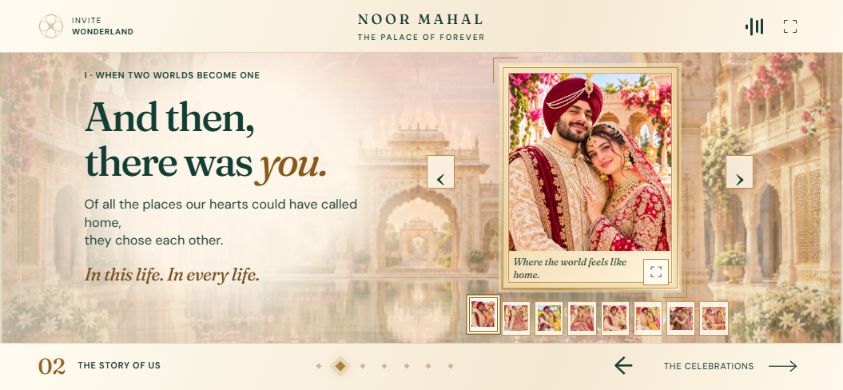 INVITE
WONDERLAND
NOOR MAHAL
THE PALACE OF FOREVER
I · WHEN TWO WORLDS BECOME ONE
And then,
there was you.
Of all the places our hearts could have called
home,
they chose each other.
In this life. In every life.
Where the world feels like
home.
02 THE STORY OF US
THE CELEBRATIONS